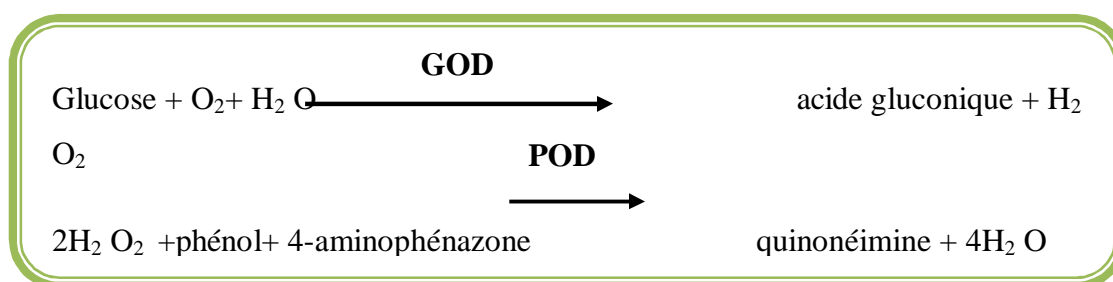 GOD
Glucose + O₂+ H₂ O acide gluconique + H₂
O₂
POD
2H₂ O₂ +phénol+ 4-aminophénazone quinonéimine + 4H₂ O